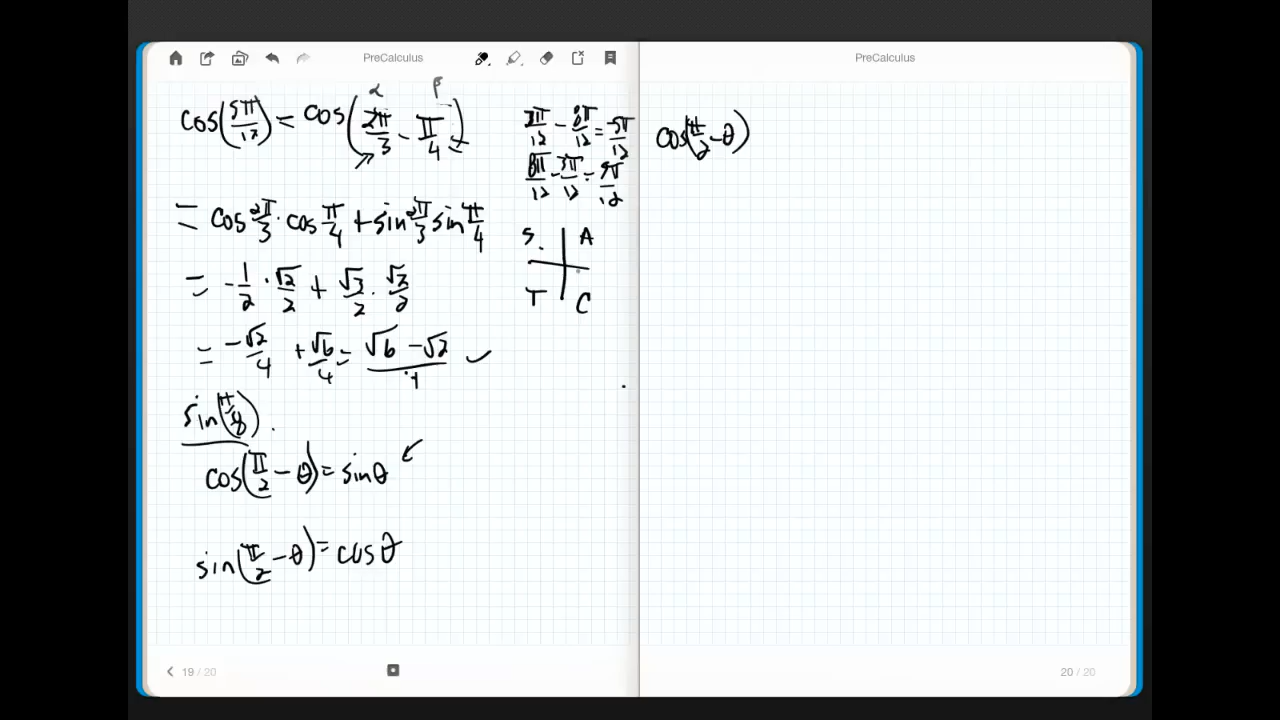 PreCalculus
α β
cos(5π/12) = cos(2π/3 - π/4)
= cos 2π/3 · cos π/4 + sin 2π/3 sin π/4
= -1/2 · √2/2 + √3/2 · √2/2
= -√2/4 + √6/4 = √6 - √2/4 ✓
sin(π/8).
cos(π/2 - θ) = sinθ
sin(π/2 - θ) = cosθ
3π/12 - 8π/12 = -5π/12
8π/12 - 3π/12 = 5π/12
S A
T C
19 / 20
PreCalculus
cos(π/2 - θ)
20 / 20